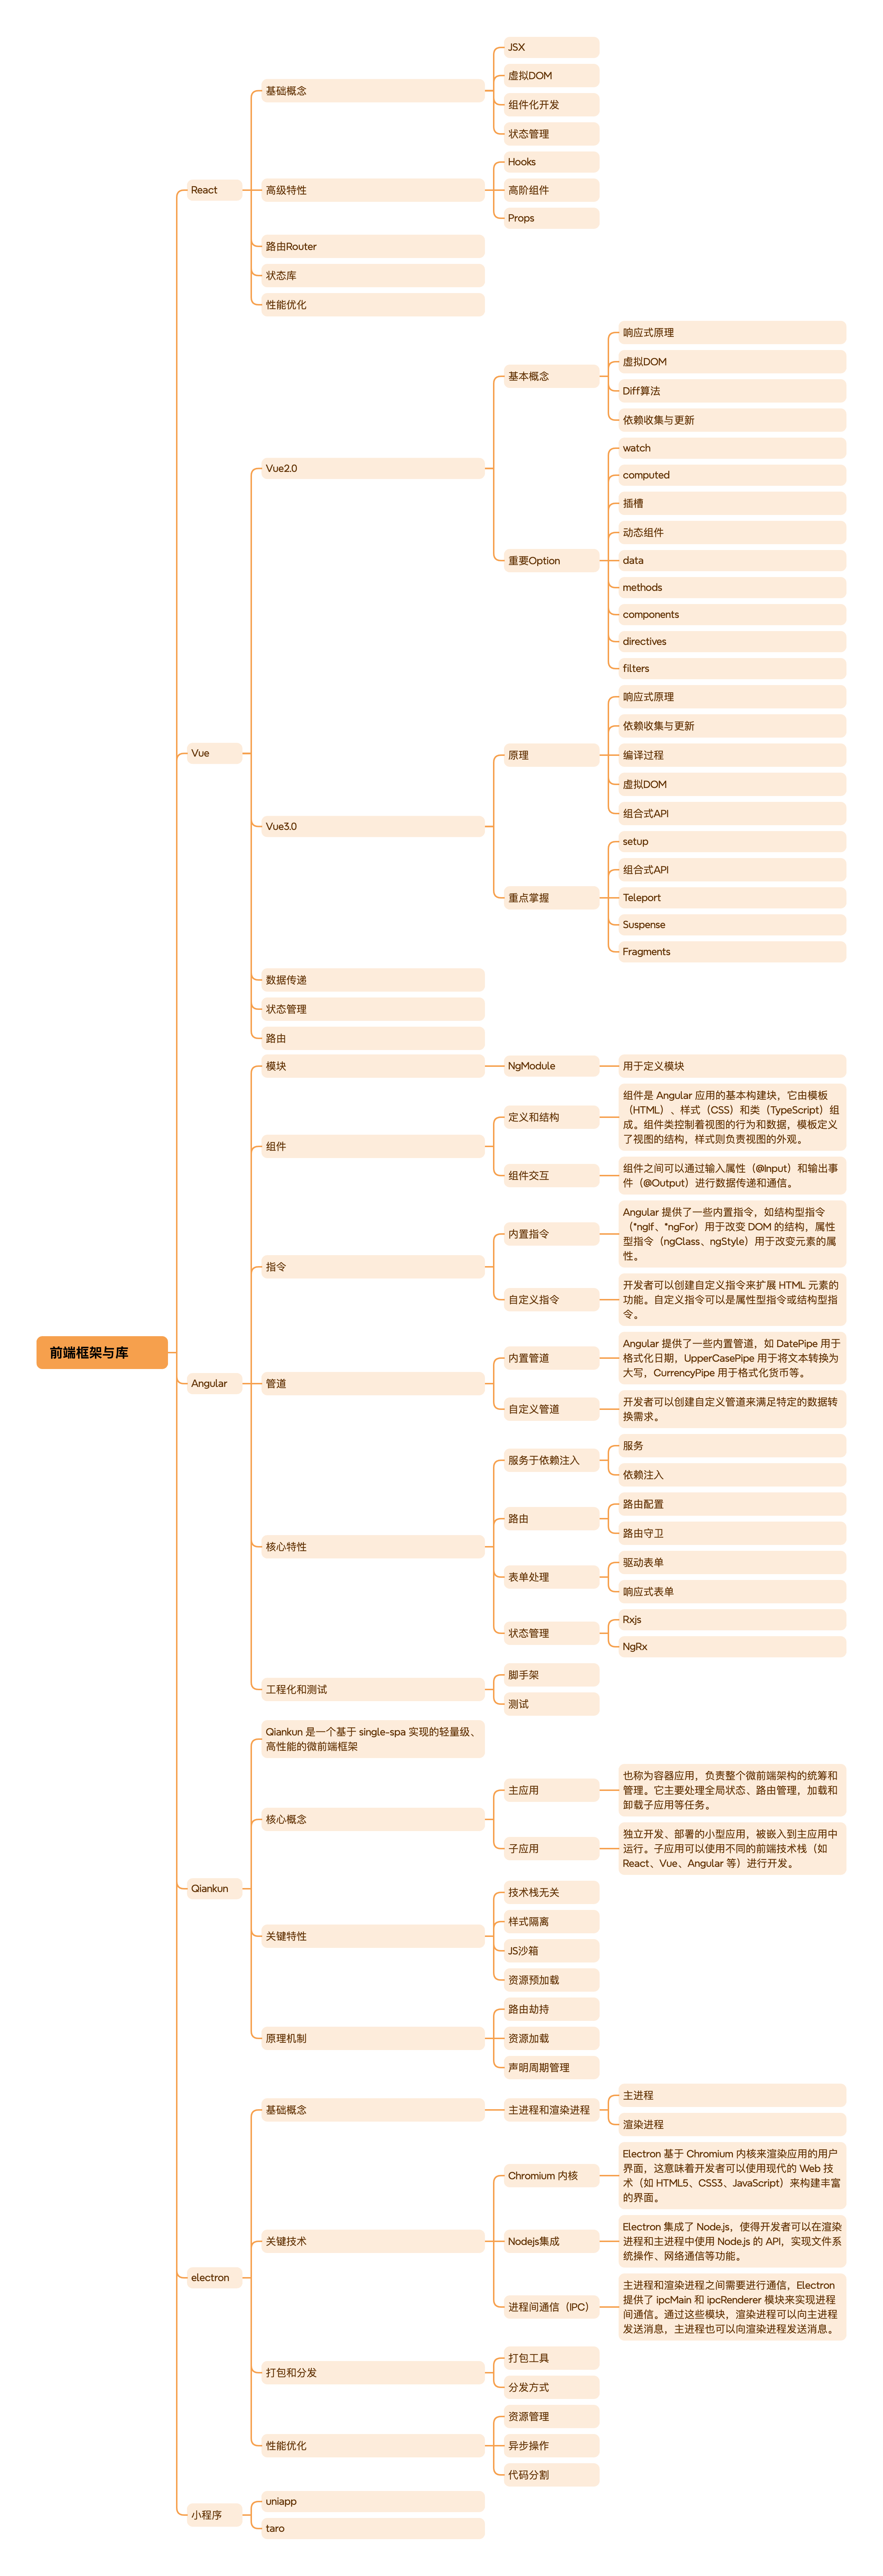 前端框架与库
React
基础概念
JSX
虚拟DOM
组件化开发
状态管理
高级特性
Hooks
高阶组件
Props
路由Router
状态库
性能优化
Vue
Vue2.0
基本概念
响应式原理
虚拟DOM
Diff算法
依赖收集与更新
重要Option
watch
computed
插槽
动态组件
data
methods
components
directives
filters
Vue3.0
原理
响应式原理
依赖收集与更新
编译过程
虚拟DOM
组合式API
重点掌握
setup
组合式API
Teleport
Suspense
Fragments
数据传递
状态管理
路由
Angular
模块
NgModule
用于定义模块
组件
定义和结构
组件是 Angular 应用的基本构建块，它由模板
（HTML）、样式（CSS）和类（TypeScript）组
成。组件类控制着视图的行为和数据，模板定义
了视图的结构，样式则负责视图的外观。
组件交互
组件之间可以通过输入属性（@Input）和输出事
件（@Output）进行数据传递和通信。
指令
内置指令
Angular 提供了一些内置指令，如结构型指令
（*ngIf、*ngFor）用于改变 DOM 的结构，属性
型指令（ngClass、ngStyle）用于改变元素的属
性。
自定义指令
开发者可以创建自定义指令来扩展 HTML 元素的
功能。自定义指令可以是属性型指令或结构型指
令。
管道
内置管道
Angular 提供了一些内置管道，如 DatePipe 用于
格式化日期，UpperCasePipe 用于将文本转换为
大写，CurrencyPipe 用于格式化货币等。
自定义管道
开发者可以创建自定义管道来满足特定的数据转
换需求。
核心特性
服务于依赖注入
服务
依赖注入
路由
路由配置
路由守卫
表单处理
驱动表单
响应式表单
状态管理
Rxjs
NgRx
工程化和测试
脚手架
测试
Qiankun
Qiankun 是一个基于 single-spa 实现的轻量级、
高性能的微前端框架
核心概念
主应用
也称为容器应用，负责整个微前端架构的统筹和
管理。它主要处理全局状态、路由管理，加载和
卸载子应用等任务。
子应用
独立开发、部署的小型应用，被嵌入到主应用中
运行。子应用可以使用不同的前端技术栈（如
React、Vue、Angular 等）进行开发。
关键特性
技术栈无关
样式隔离
JS沙箱
资源预加载
原理机制
路由劫持
资源加载
声明周期管理
electron
基础概念
主进程和渲染进程
主进程
渲染进程
关键技术
Chromium 内核
Electron 基于 Chromium 内核来渲染应用的用户
界面，这意味着开发者可以使用现代的 Web 技
术（如 HTML5、CSS3、JavaScript）来构建丰富
的界面。
Nodejs集成
Electron 集成了 Node.js，使得开发者可以在渲染
进程和主进程中使用 Node.js 的 API，实现文件系
统操作、网络通信等功能。
进程间通信（IPC）
主进程和渲染进程之间需要进行通信，Electron
提供了 ipcMain 和 ipcRenderer 模块来实现进程
间通信。通过这些模块，渲染进程可以向主进程
发送消息，主进程也可以向渲染进程发送消息。
打包和分发
打包工具
分发方式
性能优化
资源管理
异步操作
代码分割
小程序
uniapp
taro